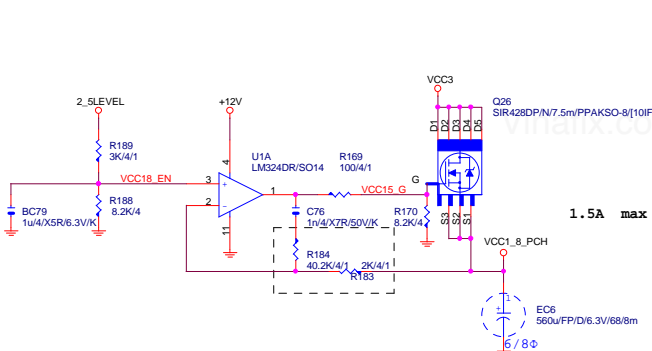 VCC3
2_5LEVEL
+12V
Q26
SIR428DP/N/7.5m/PPAKSO-8/[10IF
vinafix.com
D1
D2
D3
D4
D5
R189
3K/4/1
U1A
LM324DR/SO14
R169
100/4/1
4
VCC18_EN
3
+
1
VCC15_G
G
2
-
BC79
1u/4/X5R/6.3V/K
R188
8.2K/4
C76
1n/4/X7R/50V/K
R170
8.2K/4
S3
S2
S1
1.5A max
11
VCC1_8_PCH
R184
40.2K/4/1
2K/4/1
R183
1
+
EC6
560u/FP/D/6.3V/68/8m
6/8Φ